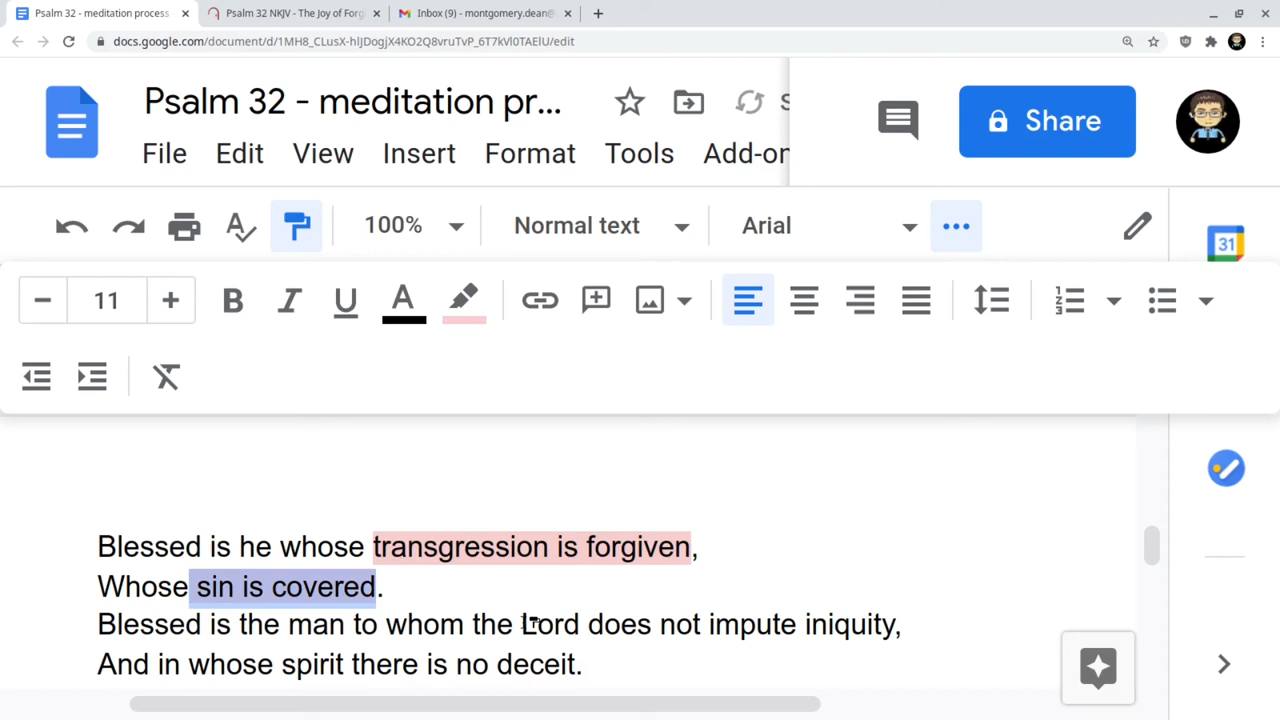 Psalm 32 - meditation process
Psalm 32 NKJV - The Joy of Forg
Inbox (9) - montgomery.dean@
docs.google.com/document/d/1MH8_CLusX-hlJDogjX4KO2Q8vruTvP_6T7kVl0TAElU/edit
Psalm 32 - meditation pr...
S
Share
File Edit View Insert Format Tools Add-on
100% Normal text Arial
31
11 B I U A
Blessed is he whose transgression is forgiven,
Whose sin is covered.
Blessed is the man to whom the Lord does not impute iniquity,
And in whose spirit there is no deceit.